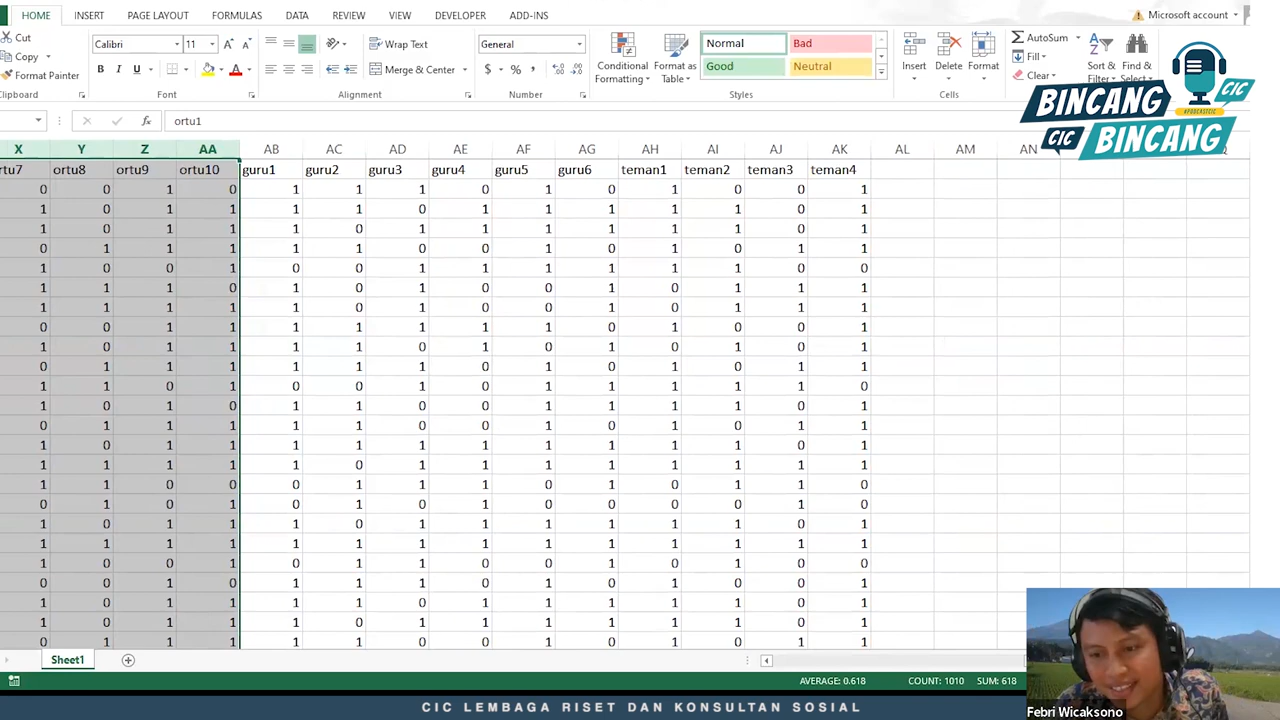 HOME INSERT PAGE LAYOUT FORMULAS DATA REVIEW VIEW DEVELOPER ADD-INS Microsoft account
Cut
Copy
Format Painter
Calibri 11
B I U A
Wrap Text
Merge & Center
General
$ % ,
Conditional Formatting
Format as Table
Normal Bad
Good Neutral
Insert Delete Format
AutoSum
Fill
Clear
Sort & Filter
Find & Select
Clipboard Font Alignment Number Styles Cells
BINCANG
CIC
#PODCASTCIC
CIC BINCANG
fx ortu1
X Y Z AA AB AC AD AE AF AG AH AI AJ AK AL AM AN
ortu7 ortu8 ortu9 ortu10 guru1 guru2 guru3 guru4 guru5 guru6 teman1 teman2 teman3 teman4
0 0 1 0 1 1 1 0 1 0 1 0 0 1
1 0 1 1 1 1 0 1 1 1 1 1 0 1
1 0 1 1 1 0 1 1 1 1 1 0 0 1
0 1 1 1 1 1 0 0 1 0 0 1 1 1
1 0 0 1 0 0 1 1 1 1 1 1 0 0
1 1 1 0 1 0 1 0 0 1 0 1 1 1
1 1 1 1 1 1 0 0 0 1 0 1 1 1
0 0 1 1 1 1 1 1 1 0 1 0 0 1
1 0 1 1 1 0 1 0 1 1 0 1 0 1
0 1 1 1 1 1 1 0 1 0 1 0 1 1
1 1 0 1 0 0 1 0 1 1 1 1 1 0
1 0 1 0 1 1 0 0 1 1 1 1 0 1
0 1 1 1 1 0 1 1 1 0 0 0 1 1
1 0 1 1 1 1 1 0 1 1 1 1 0 1
1 1 1 1 1 0 1 1 1 1 0 1 1 1
1 1 0 0 1 1 1 0 1 0 1 1 0 0
0 1 0 1 0 1 0 1 0 0 0 0 1 0
1 0 1 1 1 0 1 1 1 1 1 1 0 1
1 1 1 1 1 1 1 1 1 1 1 1 1 1
1 0 0 1 0 1 1 0 1 0 1 1 0 0
0 0 1 0 1 1 1 0 1 0 1 0 0 1
1 0 1 1 1 1 0 1 1 1 1 1 0 1
1 0 1 1 1 0 1 1 1 1 1 0 0 1
0 1 1 1 1 1 0 0 1 0 0 1 1 1
Sheet1
AVERAGE: 0.618 COUNT: 1010 SUM: 618
Febri Wicaksono
CIC LEMBAGA RISET DAN KONSULTAN SOSIAL